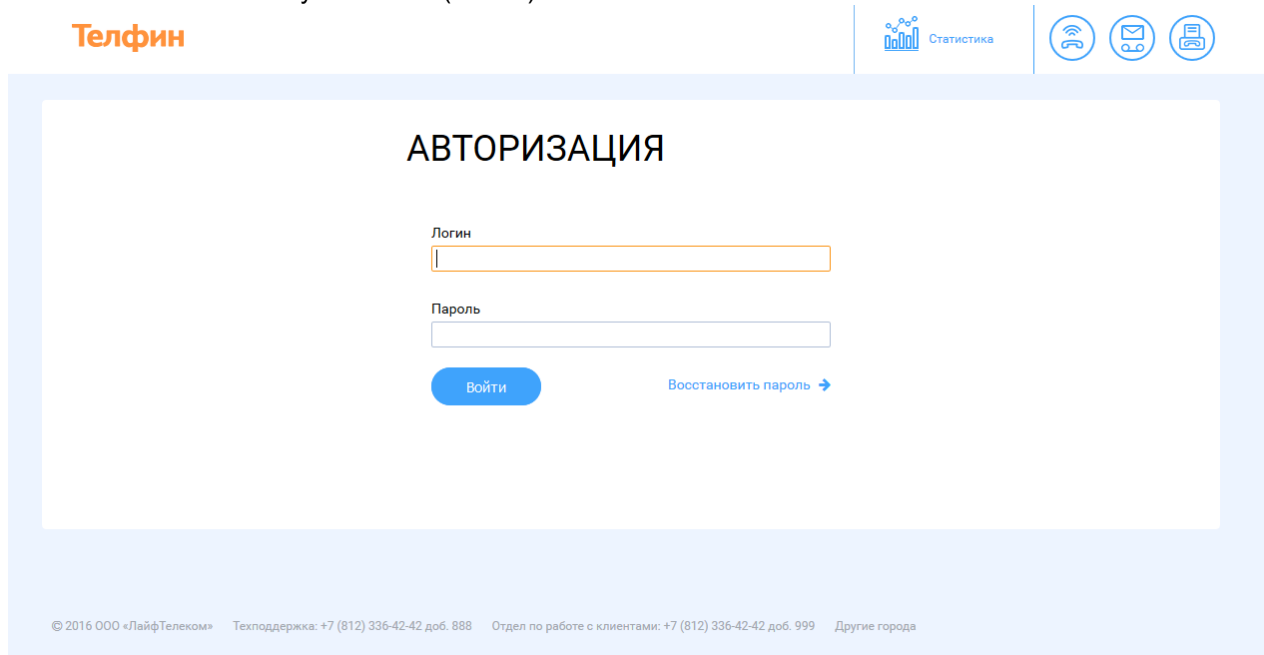 Телфин
Статистика
АВТОРИЗАЦИЯ
Логин
Пароль
Войти
Восстановить пароль
© 2016 ООО «ЛайфТелеком» Техподдержка: +7 (812) 336-42-42 доб. 888 Отдел по работе с клиентами: +7 (812) 336-42-42 доб. 999 Другие города